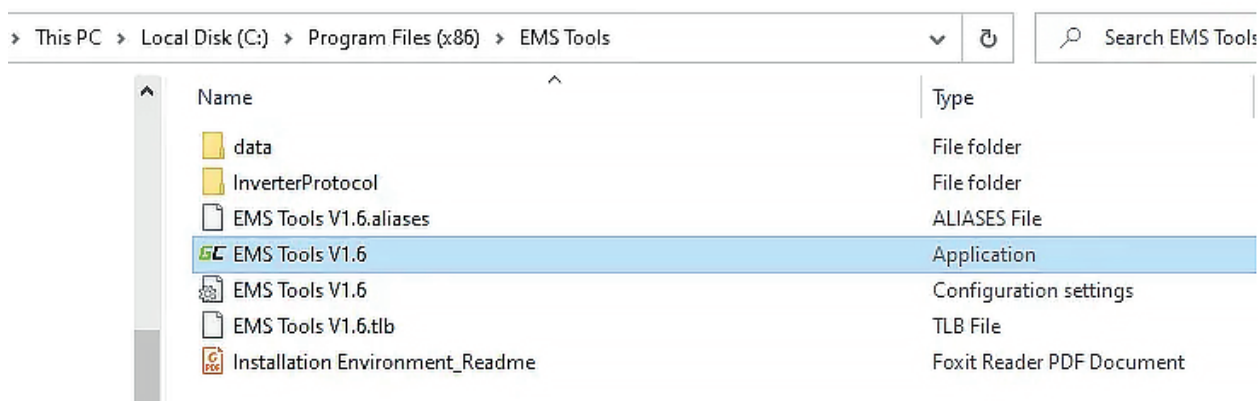 > This PC > Local Disk (C:) > Program Files (x86) > EMS Tools Search EMS Tools
Name Type
data File folder
InverterProtocol File folder
EMS Tools V1.6.aliases ALIASES File
GC EMS Tools V1.6 Application
EMS Tools V1.6 Configuration settings
EMS Tools V1.6.tlb TLB File
PDF Installation Environment_Readme Foxit Reader PDF Document